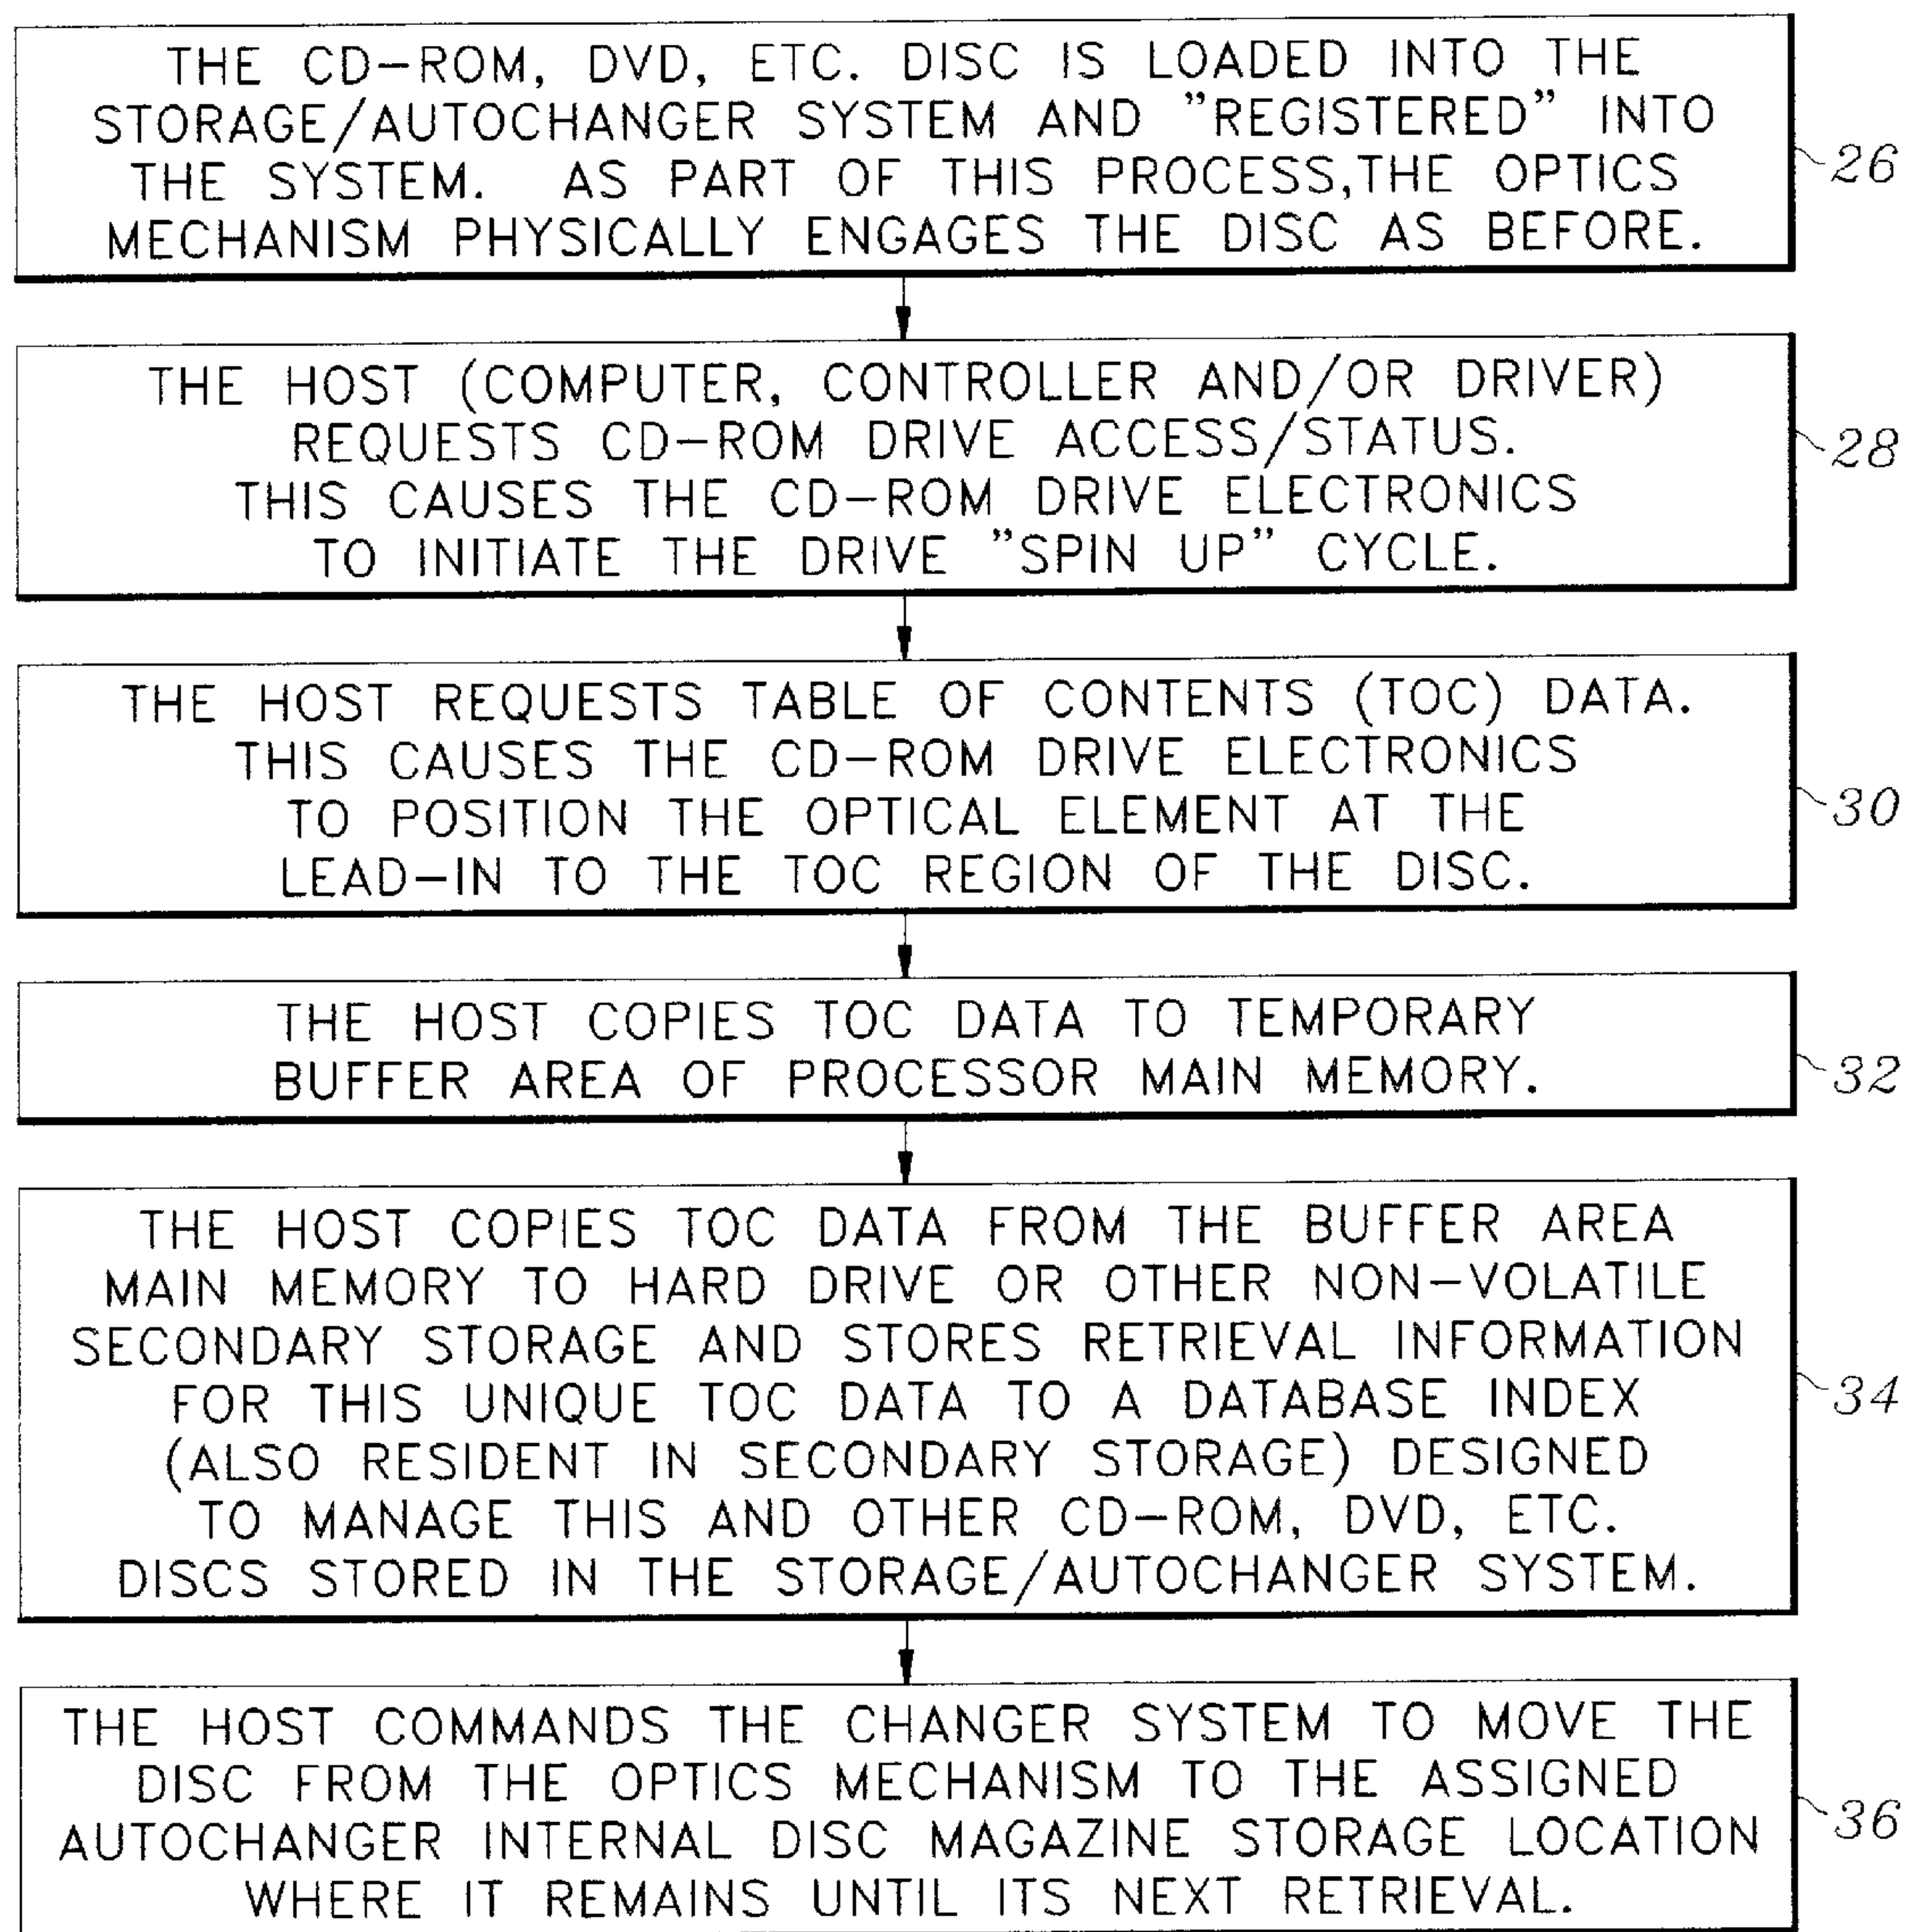 THE CD-ROM, DVD, ETC. DISC IS LOADED INTO THE
STORAGE/AUTOCHANGER SYSTEM AND "REGISTERED" INTO
THE SYSTEM. AS PART OF THIS PROCESS,THE OPTICS
MECHANISM PHYSICALLY ENGAGES THE DISC AS BEFORE.
26
THE HOST (COMPUTER, CONTROLLER AND/OR DRIVER)
REQUESTS CD-ROM DRIVE ACCESS/STATUS.
THIS CAUSES THE CD-ROM DRIVE ELECTRONICS
TO INITIATE THE DRIVE "SPIN UP" CYCLE.
28
THE HOST REQUESTS TABLE OF CONTENTS (TOC) DATA.
THIS CAUSES THE CD-ROM DRIVE ELECTRONICS
TO POSITION THE OPTICAL ELEMENT AT THE
LEAD-IN TO THE TOC REGION OF THE DISC.
30
THE HOST COPIES TOC DATA TO TEMPORARY
BUFFER AREA OF PROCESSOR MAIN MEMORY.
32
THE HOST COPIES TOC DATA FROM THE BUFFER AREA
MAIN MEMORY TO HARD DRIVE OR OTHER NON-VOLATILE
SECONDARY STORAGE AND STORES RETRIEVAL INFORMATION
FOR THIS UNIQUE TOC DATA TO A DATABASE INDEX
(ALSO RESIDENT IN SECONDARY STORAGE) DESIGNED
TO MANAGE THIS AND OTHER CD-ROM, DVD, ETC.
DISCS STORED IN THE STORAGE/AUTOCHANGER SYSTEM.
34
THE HOST COMMANDS THE CHANGER SYSTEM TO MOVE THE
DISC FROM THE OPTICS MECHANISM TO THE ASSIGNED
AUTOCHANGER INTERNAL DISC MAGAZINE STORAGE LOCATION
WHERE IT REMAINS UNTIL ITS NEXT RETRIEVAL.
36